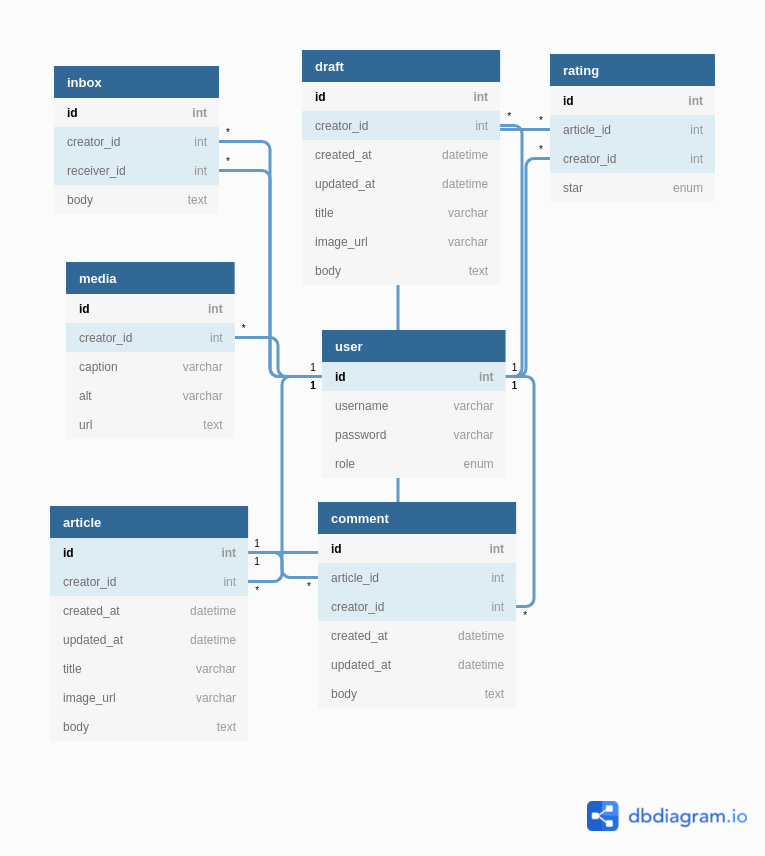 inbox
id int
creator_id int *
receiver_id int *
body text
draft
id int
creator_id int *
created_at datetime
updated_at datetime
title varchar
image_url varchar
body text
rating
id int
* article_id int
* creator_id int
star enum
media
id int
creator_id int *
caption varchar
alt varchar
url text
user
1 id int 1
1 1
username varchar
password varchar
role enum
article
id int 1
1
creator_id int *
created_at datetime
updated_at datetime
title varchar
image_url varchar
body text
comment
id int
* article_id int
creator_id int *
created_at datetime
updated_at datetime
body text
dbdiagram.io